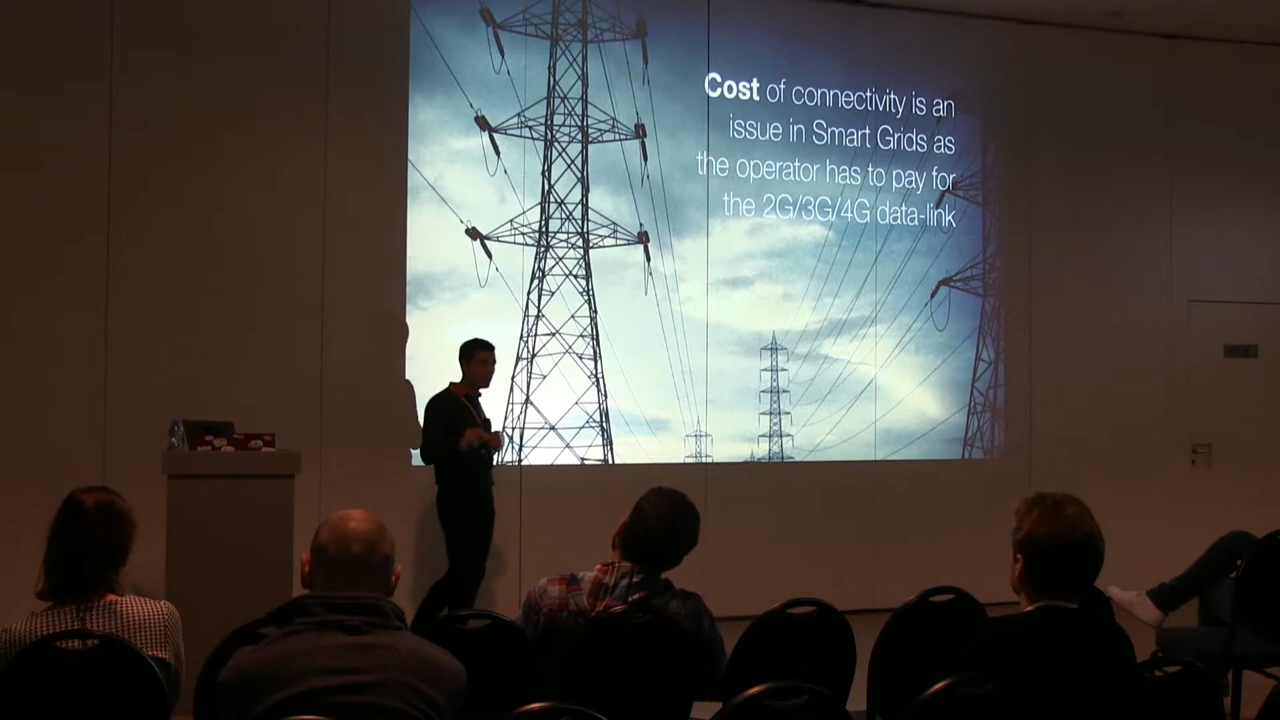 Cost of connectivity is an
issue in Smart Grids as
the operator has to pay for
the 2G/3G/4G data-link